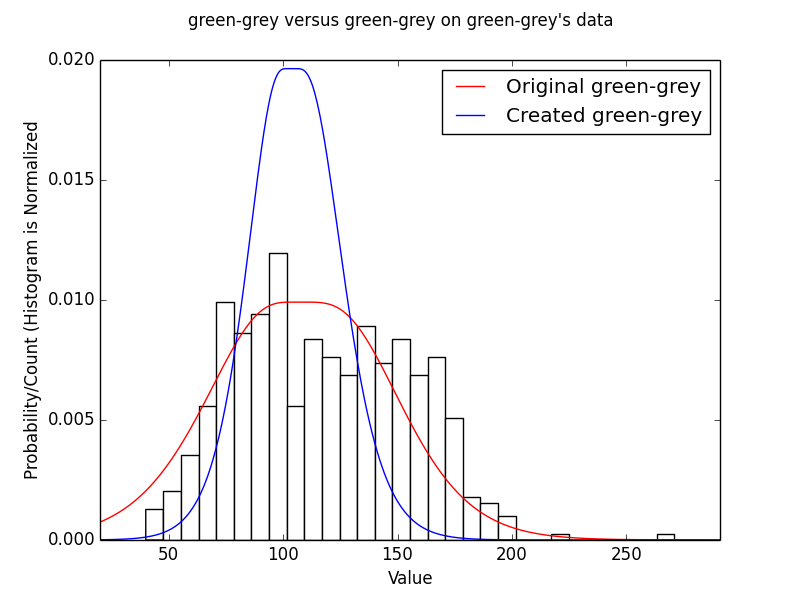 green-grey versus green-grey on green-grey's data
Original green-grey
Created green-grey
Probability/Count (Histogram is Normalized
0.020
0.015
0.010
0.005
0.000
50 100 150 200 250
Value